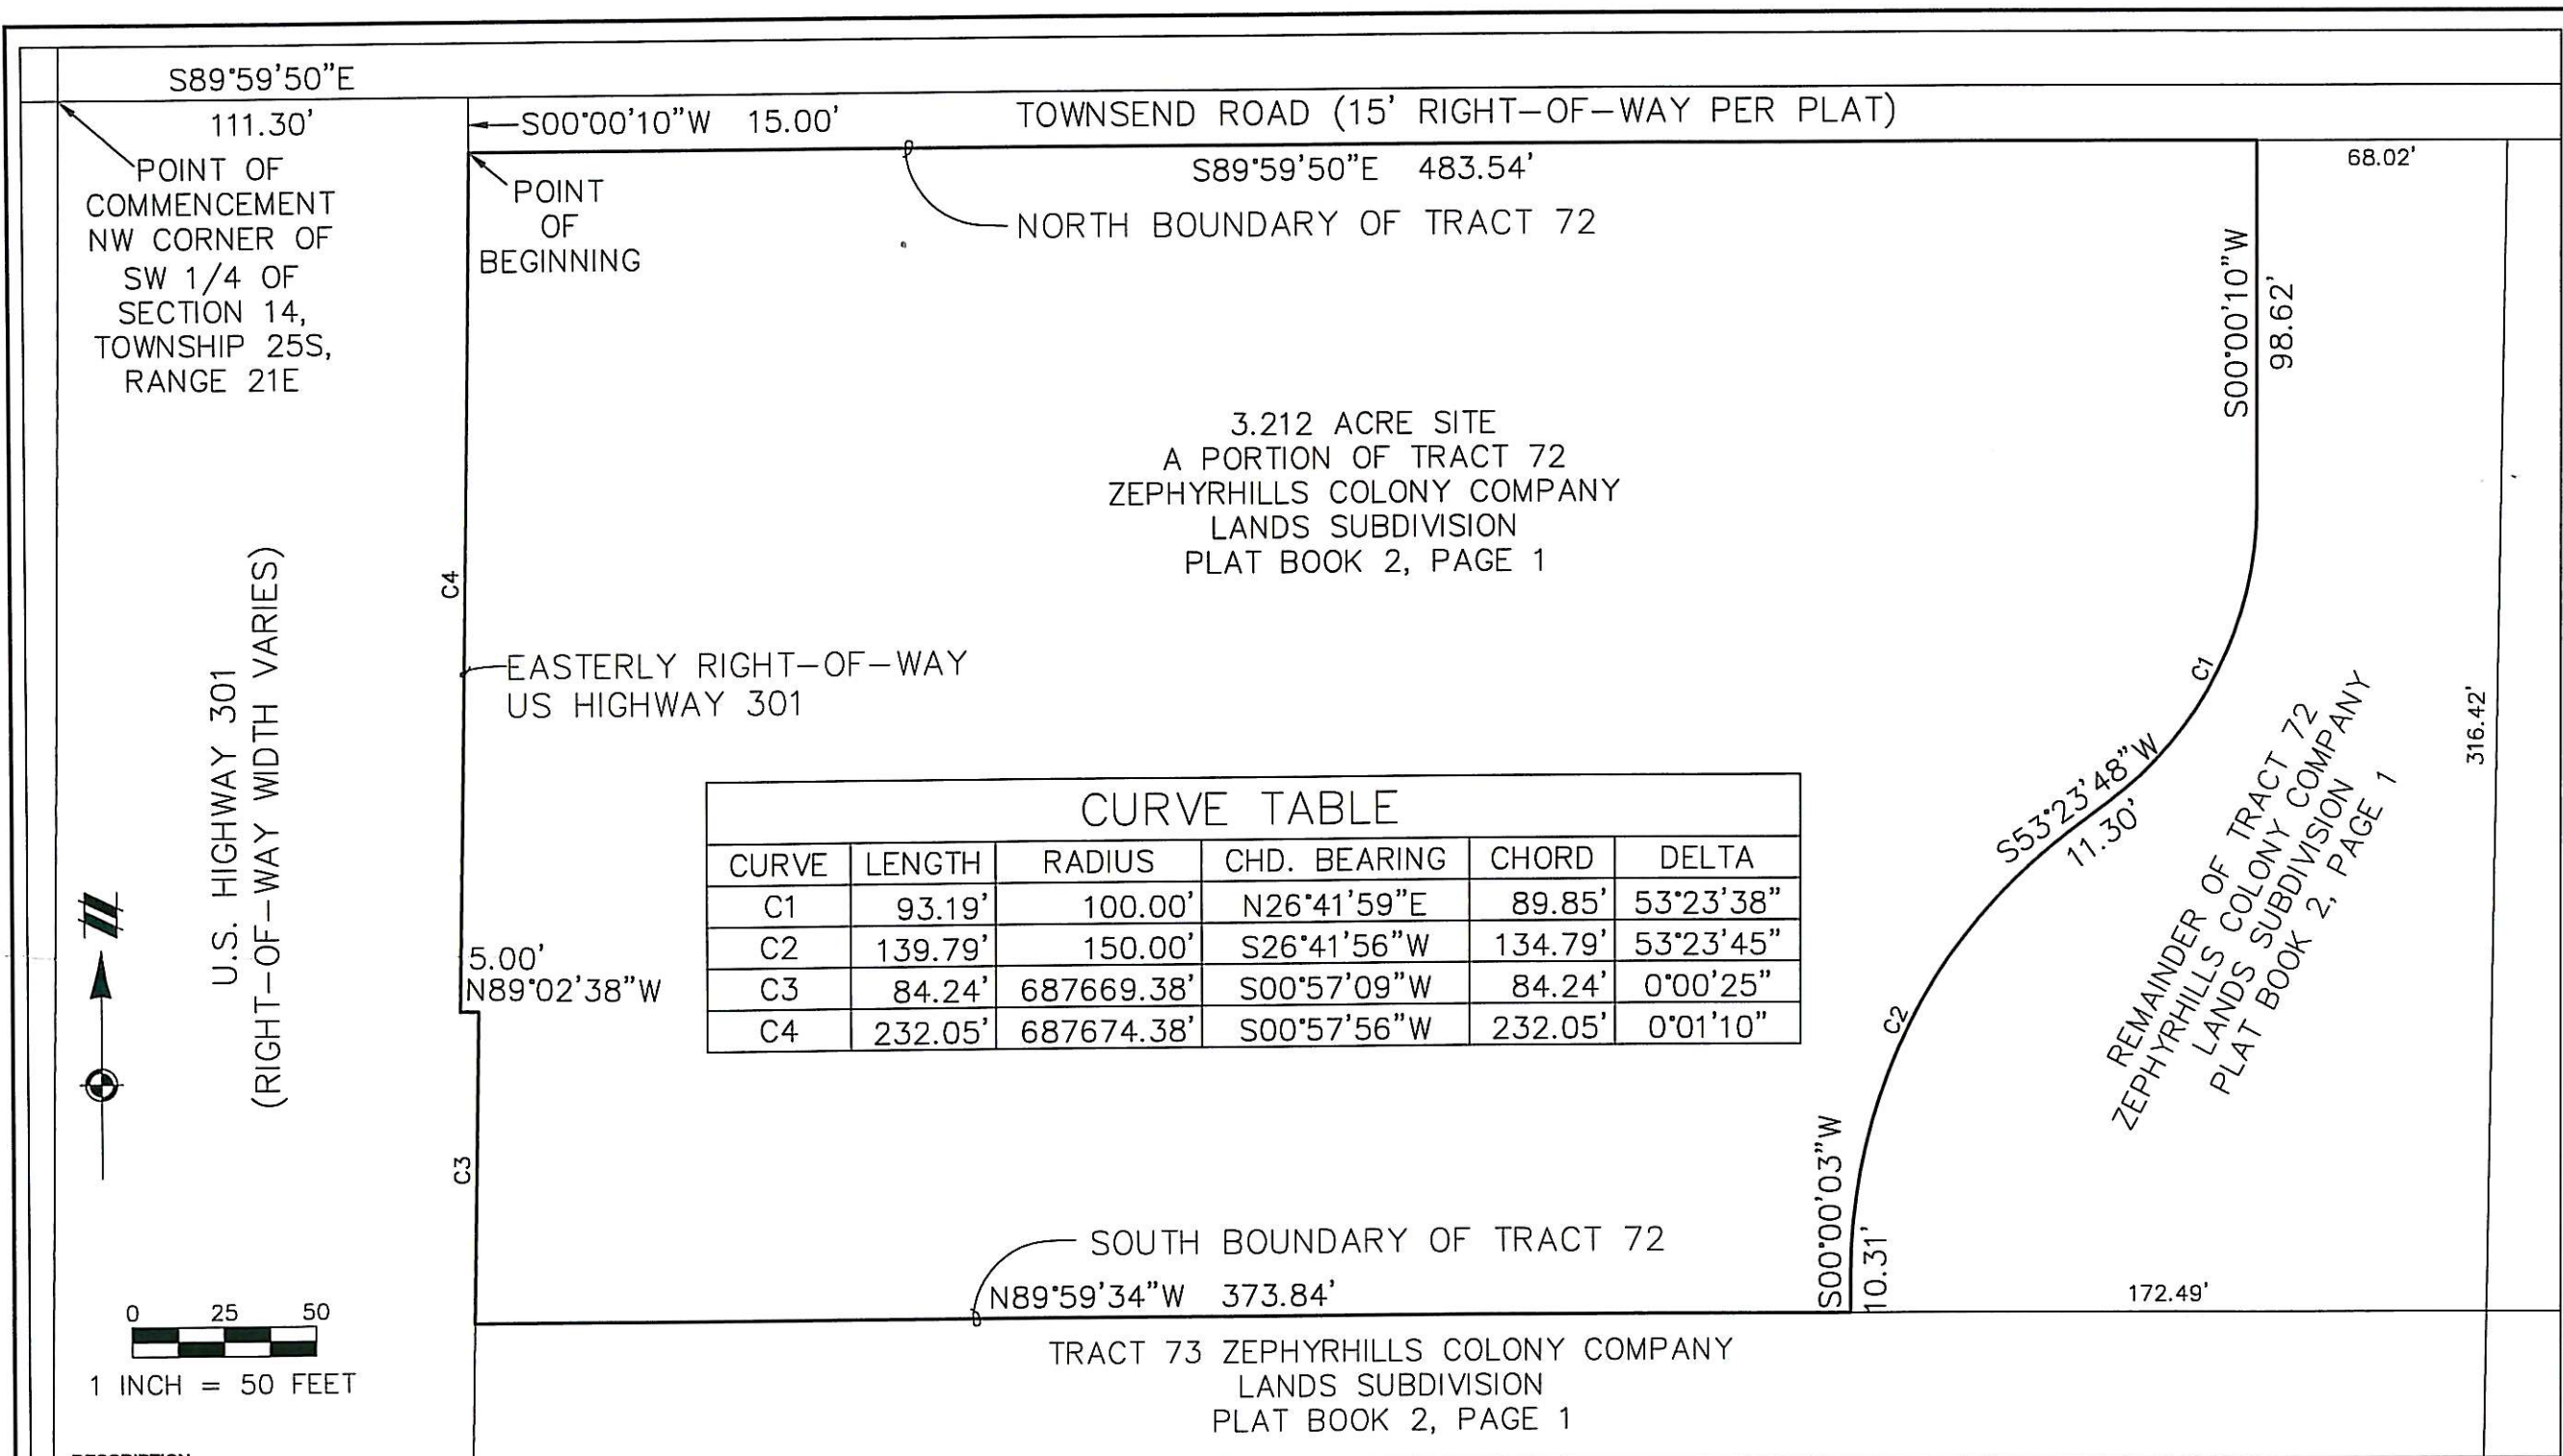 S89°59'50"E
111.30'
POINT OF
COMMENCEMENT
NW CORNER OF
SW 1/4 OF
SECTION 14,
TOWNSHIP 25S,
RANGE 21E
S00°00'10"W 15.00'
TOWNSEND ROAD (15' RIGHT-OF-WAY PER PLAT)
POINT
OF
BEGINNING
S89°59'50"E 483.54'
NORTH BOUNDARY OF TRACT 72
68.02'
S00°00'10"W
98.62'
3.212 ACRE SITE
A PORTION OF TRACT 72
ZEPHYRHILLS COLONY COMPANY
LANDS SUBDIVISION
PLAT BOOK 2, PAGE 1
C4
EASTERLY RIGHT-OF-WAY
US HIGHWAY 301
U.S. HIGHWAY 301
(RIGHT-OF-WAY WIDTH VARIES)
C1
S53°23'48"W
11.30'
316.42'
REMAINDER OF TRACT 72
ZEPHYRHILLS COLONY COMPANY
LANDS SUBDIVISION
PLAT BOOK 2, PAGE 1
CURVE TABLE
CURVE LENGTH RADIUS CHD. BEARING CHORD DELTA
C1 93.19' 100.00' N26°41'59"E 89.85' 53°23'38"
C2 139.79' 150.00' S26°41'56"W 134.79' 53°23'45"
C3 84.24' 687669.38' S00°57'09"W 84.24' 0°00'25"
C4 232.05' 687674.38' S00°57'56"W 232.05' 0°01'10"
5.00'
N89°02'38"W
C2
C3
S00°00'03"W
10.31'
SOUTH BOUNDARY OF TRACT 72
N89°59'34"W 373.84'
172.49'
0 25 50
1 INCH = 50 FEET
TRACT 73 ZEPHYRHILLS COLONY COMPANY
LANDS SUBDIVISION
PLAT BOOK 2, PAGE 1